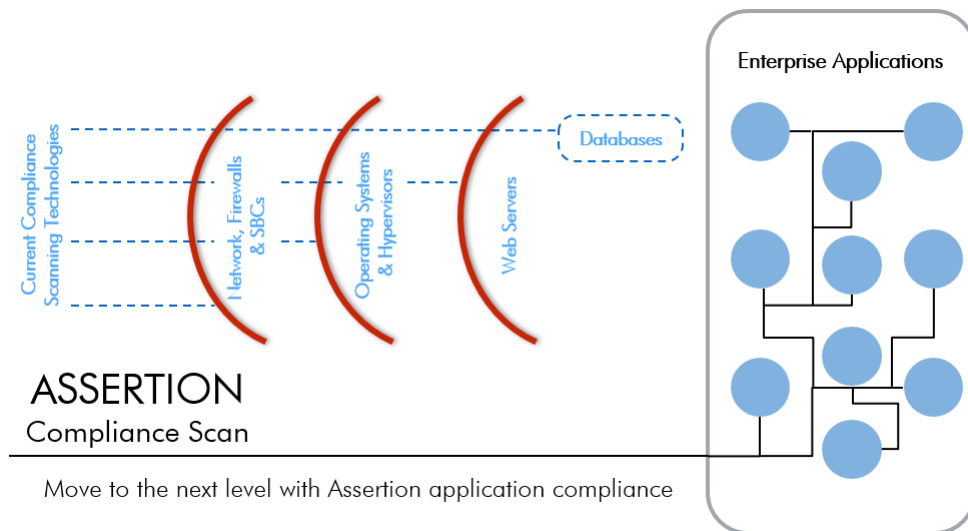 Enterprise Applications
Current Compliance
Scanning Technologies
Network, Firewalls
& SBCs
Operating Systems
& Hypervisors
Web Servers
Databases
ASSERTION
Compliance Scan
Move to the next level with Assertion application compliance